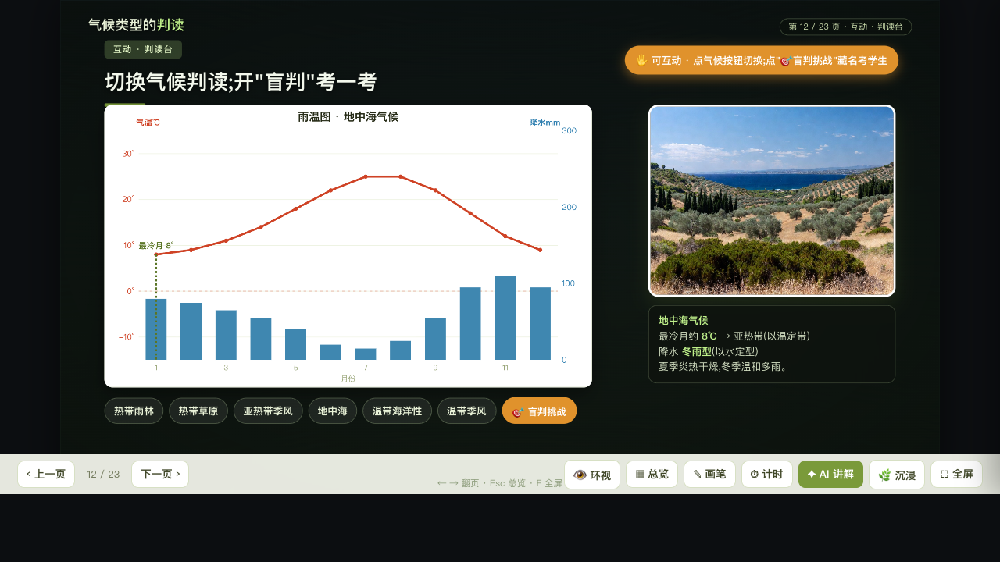 气候类型的判读
第 12 / 23 页 · 互动 · 判读台
互动 · 判读台
✋ 可互动 · 点气候按钮切换;点"🎯盲判挑战"藏名考学生
切换气候判读;开"盲判"考一考
雨温图 · 地中海气候
气温℃
降水mm
300
30°
20°
200
10°
最冷月 8°
100
0°
-10°
0
1
3
5
7
9
11
月份
地中海气候
最冷月约 8℃ → 亚热带(以温定带)
降水 冬雨型(以水定型)
夏季炎热干燥,冬季温和多雨。
热带雨林
热带草原
亚热带季风
地中海
温带海洋性
温带季风
🎯 盲判挑战
‹ 上一页
12 / 23
下一页 ›
← → 翻页 · Esc 总览 · F 全屏
👁 环视
▦ 总览
✎ 画笔
⏱ 计时
✦ AI 讲解
🌿 沉浸
⛶ 全屏